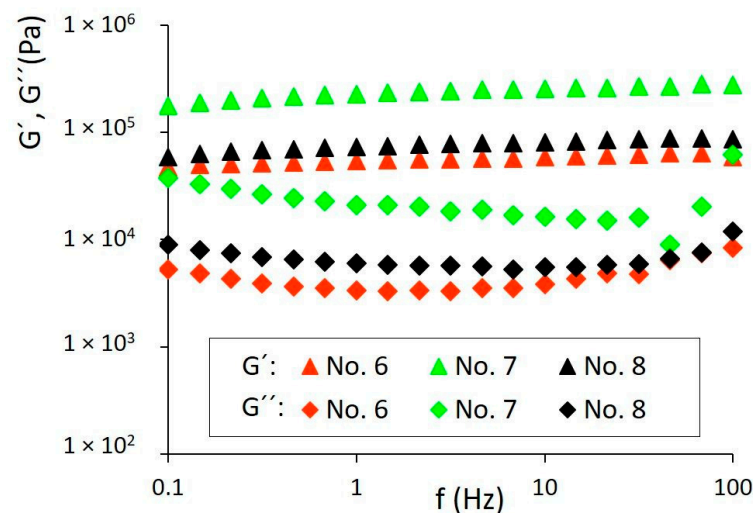 G´, G´´(Pa)
1 × 10⁶
1 × 10⁵
1 × 10⁴
1 × 10³
1 × 10²
G´: No. 6 No. 7 No. 8
G´´: No. 6 No. 7 No. 8
0.1 1 10 100
f (Hz)